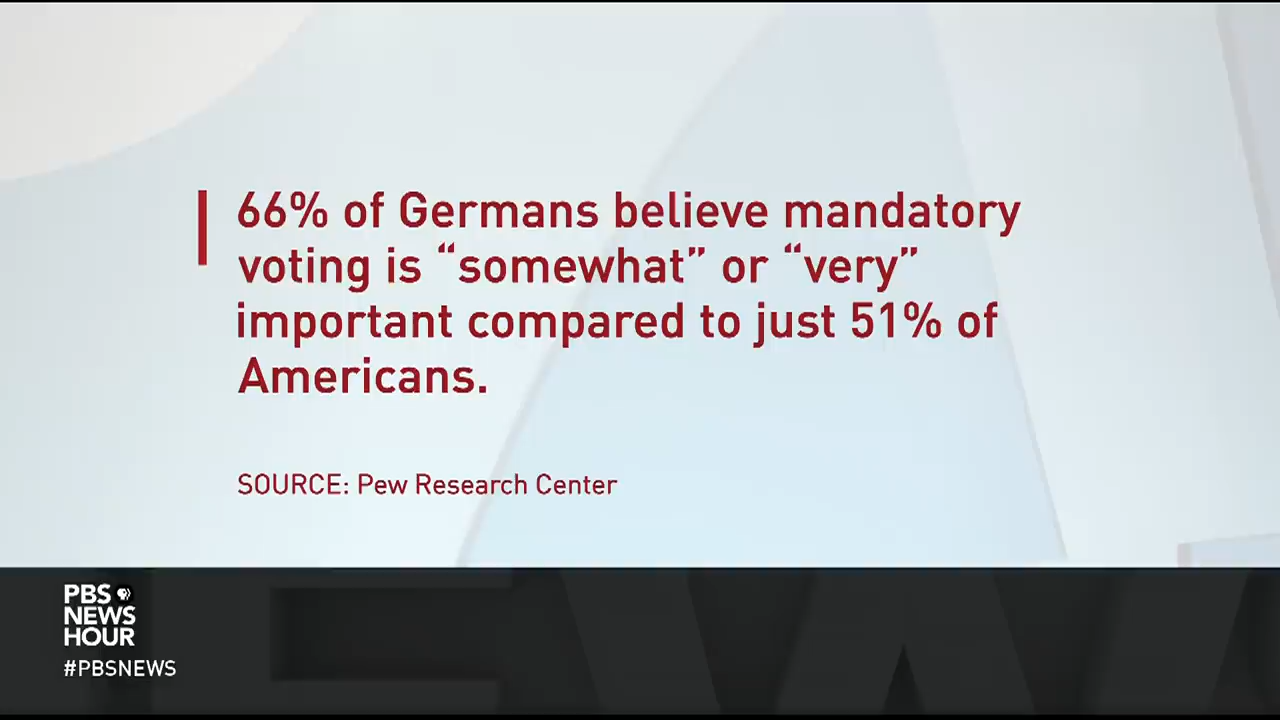 66% of Germans believe mandatory
voting is “somewhat” or “very”
important compared to just 51% of
Americans.
SOURCE: Pew Research Center
PBS
NEWS
HOUR
#PBSNEWS